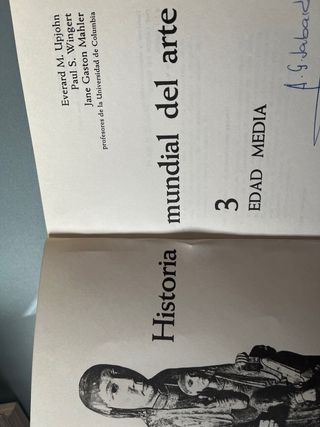 Everard M. Upjohn
Paul S. Wingert
Jane Gaston Mahler
profesores de la Universidad de Columbia
Historia mundial del arte
3
EDAD MEDIA